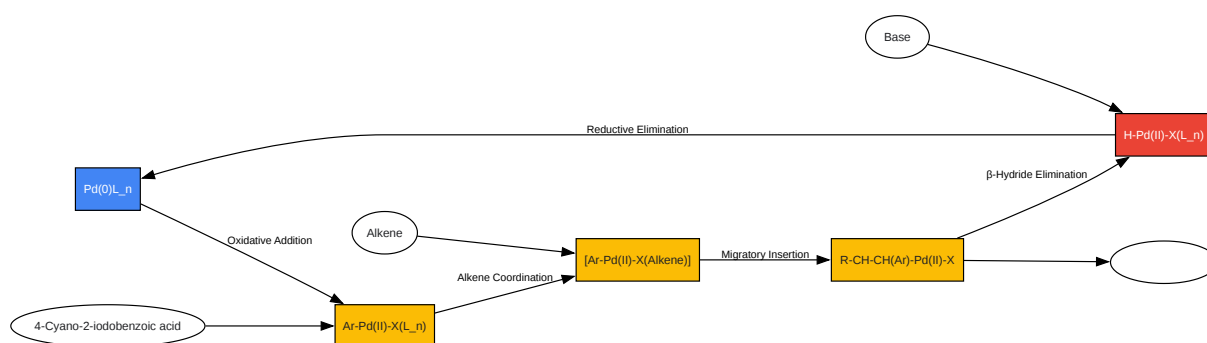 Base
Reductive Elimination
H-Pd(II)-X(L_n)
β-Hydride Elimination
Pd(0)L_n
Oxidative Addition
Alkene
Alkene Coordination
[Ar-Pd(II)-X(Alkene)]
Migratory Insertion
R-CH-CH(Ar)-Pd(II)-X
4-Cyano-2-iodobenzoic acid
Ar-Pd(II)-X(L_n)